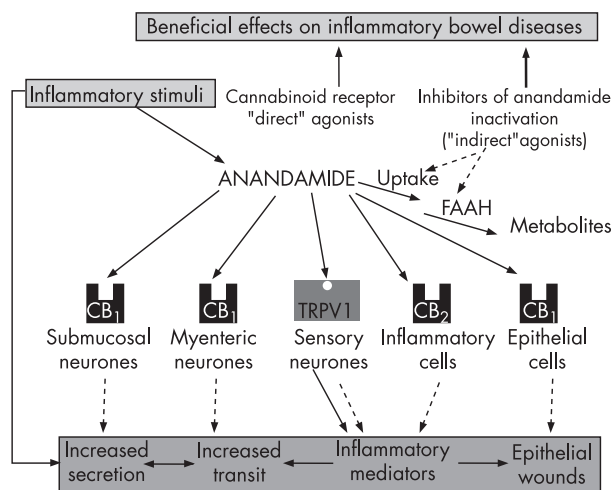 Beneficial effects on inflammatory bowel diseases
Inflammatory stimuli
Cannabinoid receptor
"direct" agonists
Inhibitors of anandamide
inactivation
("indirect"agonists)
ANANDAMIDE
Uptake
FAAH
Metabolites
CB1
Submucosal
neurones
CB1
Myenteric
neurones
TRPV1
Sensory
neurones
CB2
Inflammatory
cells
CB1
Epithelial
cells
Increased
secretion
Increased
transit
Inflammatory
mediators
Epithelial
wounds